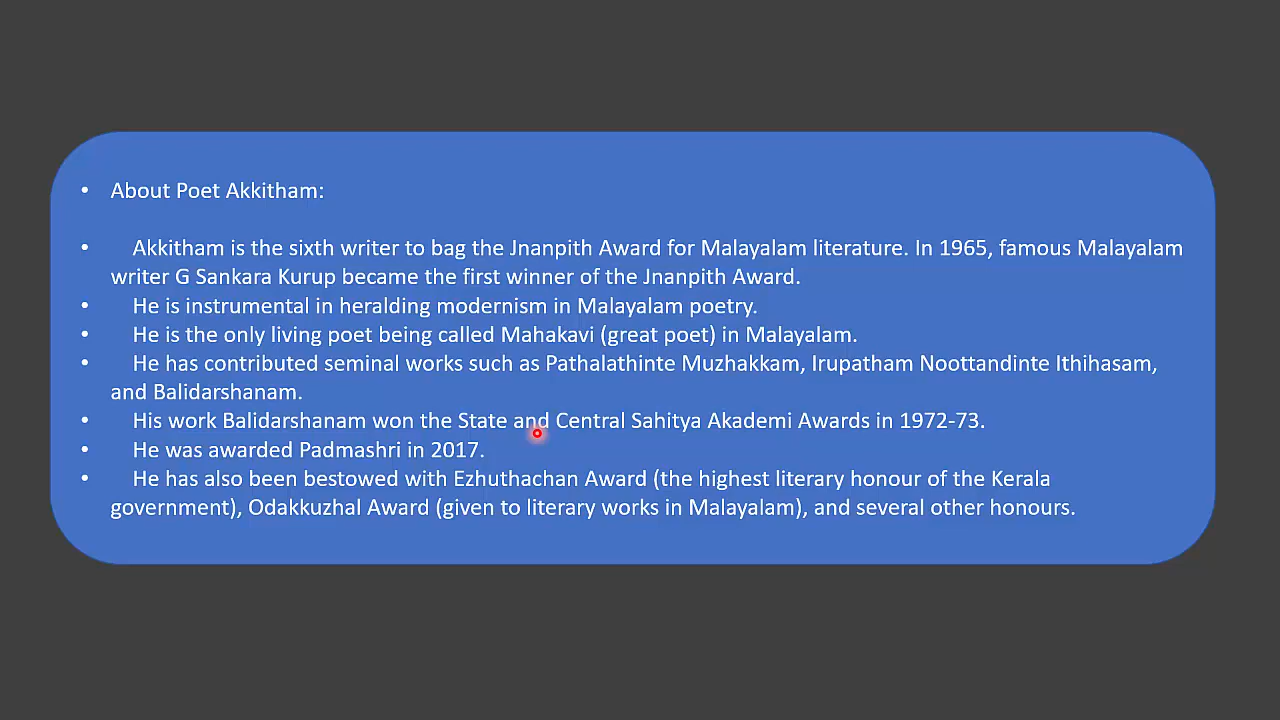 • About Poet Akkitham:
• Akkitham is the sixth writer to bag the Jnanpith Award for Malayalam literature. In 1965, famous Malayalam
writer G Sankara Kurup became the first winner of the Jnanpith Award.
• He is instrumental in heralding modernism in Malayalam poetry.
• He is the only living poet being called Mahakavi (great poet) in Malayalam.
• He has contributed seminal works such as Pathalathinte Muzhakkam, Irupatham Noottandinte Ithihasam,
and Balidarshanam.
• His work Balidarshanam won the State and Central Sahitya Akademi Awards in 1972-73.
• He was awarded Padmashri in 2017.
• He has also been bestowed with Ezhuthachan Award (the highest literary honour of the Kerala
government), Odakkuzhal Award (given to literary works in Malayalam), and several other honours.